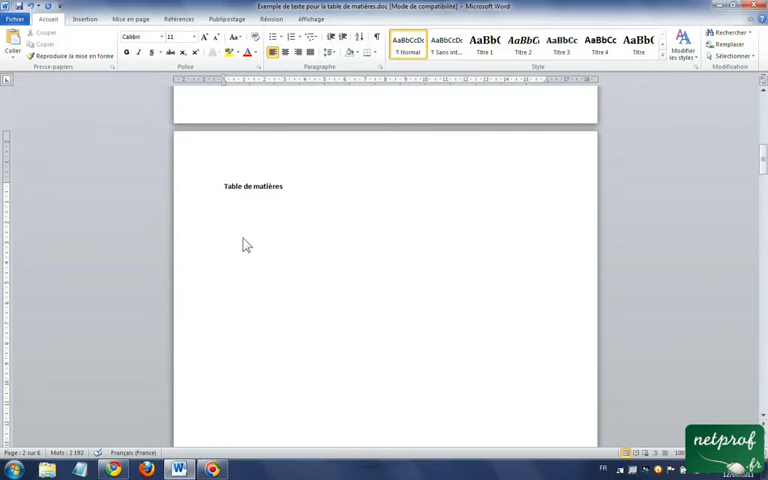 Exemple de texte pour la table de matières.doc [Mode de compatibilité] - Microsoft Word
Fichier Accueil Insertion Mise en page Références Publipostage Révision Affichage
Coller
Couper
Copier
Reproduire la mise en forme
Presse-papiers
Calibri 11
G I S
Police
Paragraphe
AaBbCcDc AaBbCcDc AaBb( AaBbC AaBbCc AaBbCc AaBb(
¶ Normal ¶ Sans int... Titre 1 Titre 2 Titre 3 Titre 4 Titre
Style
Modifier
les styles
Rechercher
Remplacer
Sélectionner
Modification
Table de matières
Page : 2 sur 6 Mots : 2 192 Français (France)
FR
netprof
.fr